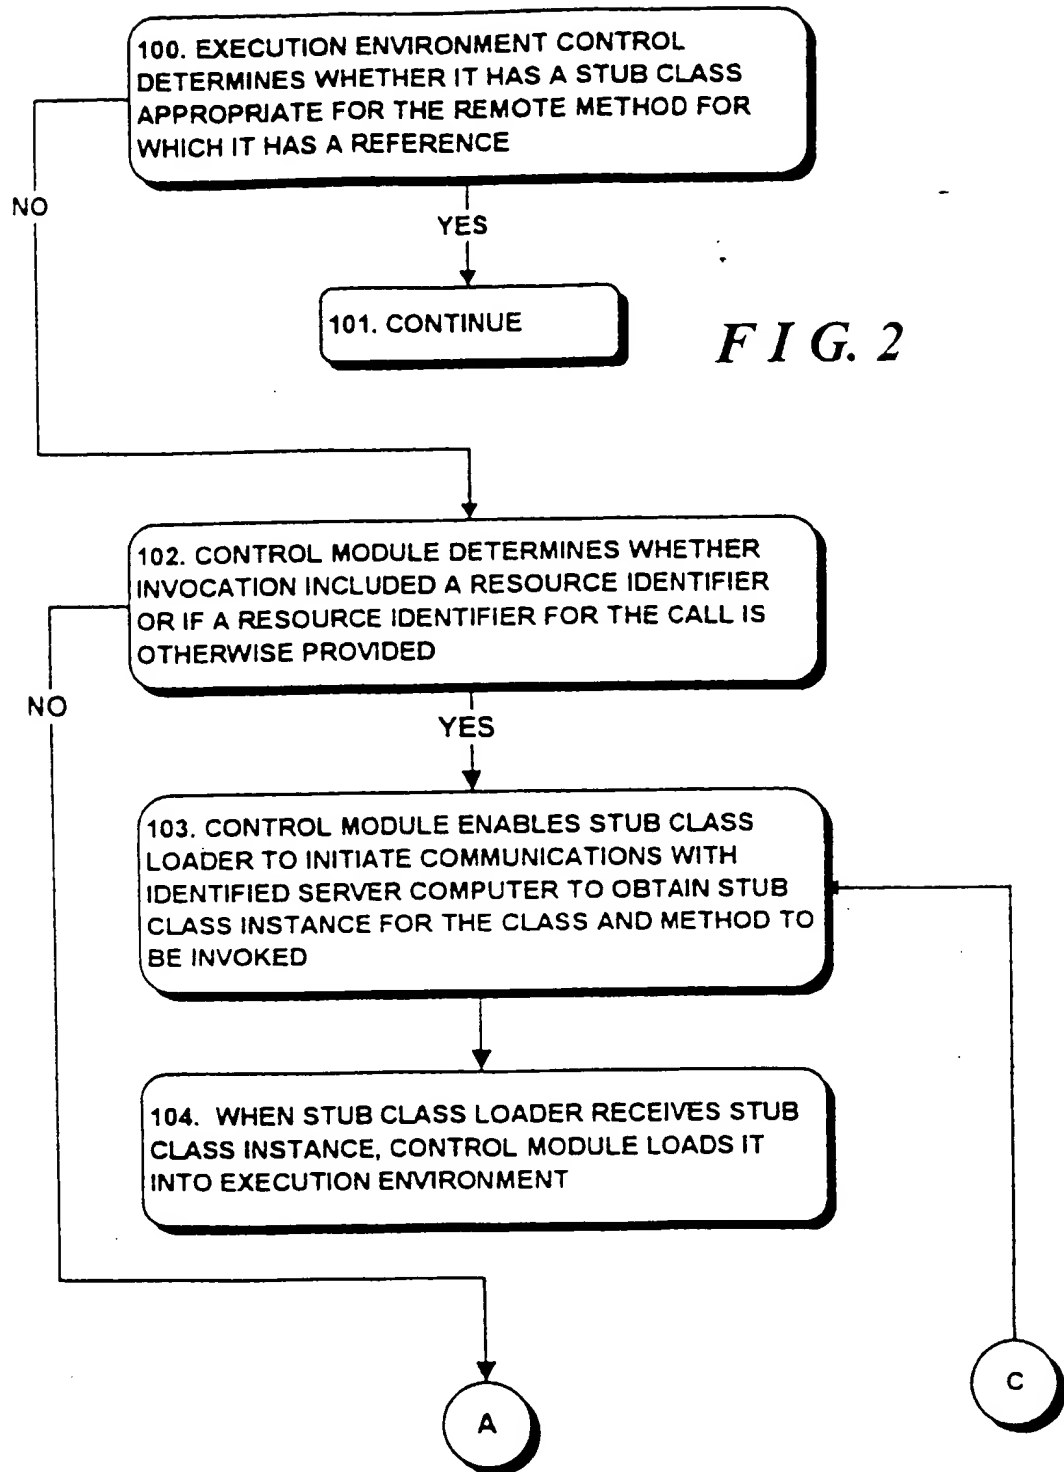 100. EXECUTION ENVIRONMENT CONTROL
DETERMINES WHETHER IT HAS A STUB CLASS
APPROPRIATE FOR THE REMOTE METHOD FOR
WHICH IT HAS A REFERENCE
NO
YES
101. CONTINUE
FIG. 2
102. CONTROL MODULE DETERMINES WHETHER
INVOCATION INCLUDED A RESOURCE IDENTIFIER
OR IF A RESOURCE IDENTIFIER FOR THE CALL IS
OTHERWISE PROVIDED
NO
YES
103. CONTROL MODULE ENABLES STUB CLASS
LOADER TO INITIATE COMMUNICATIONS WITH
IDENTIFIED SERVER COMPUTER TO OBTAIN STUB
CLASS INSTANCE FOR THE CLASS AND METHOD TO
BE INVOKED
104. WHEN STUB CLASS LOADER RECEIVES STUB
CLASS INSTANCE, CONTROL MODULE LOADS IT
INTO EXECUTION ENVIRONMENT
C
A